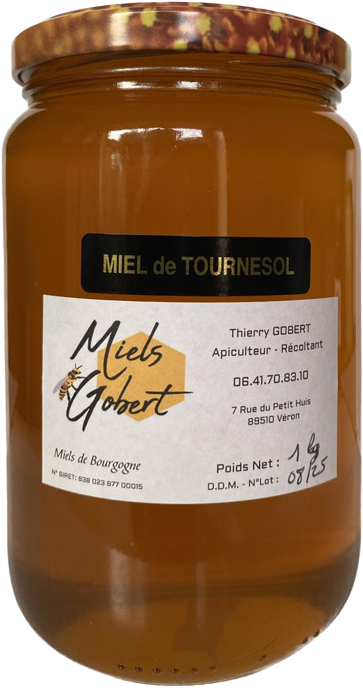 MIEL de TOURNESOL
Miels
Gobert
Miels de Bourgogne
N° SIRET: 838 023 877 00015
Thierry GOBERT
Apiculteur - Récoltant
06.41.70.83.10
7 Rue du Petit Huis
89510 Véron
Poids Net : 1 kg
D.D.M. - N°Lot : 08/25